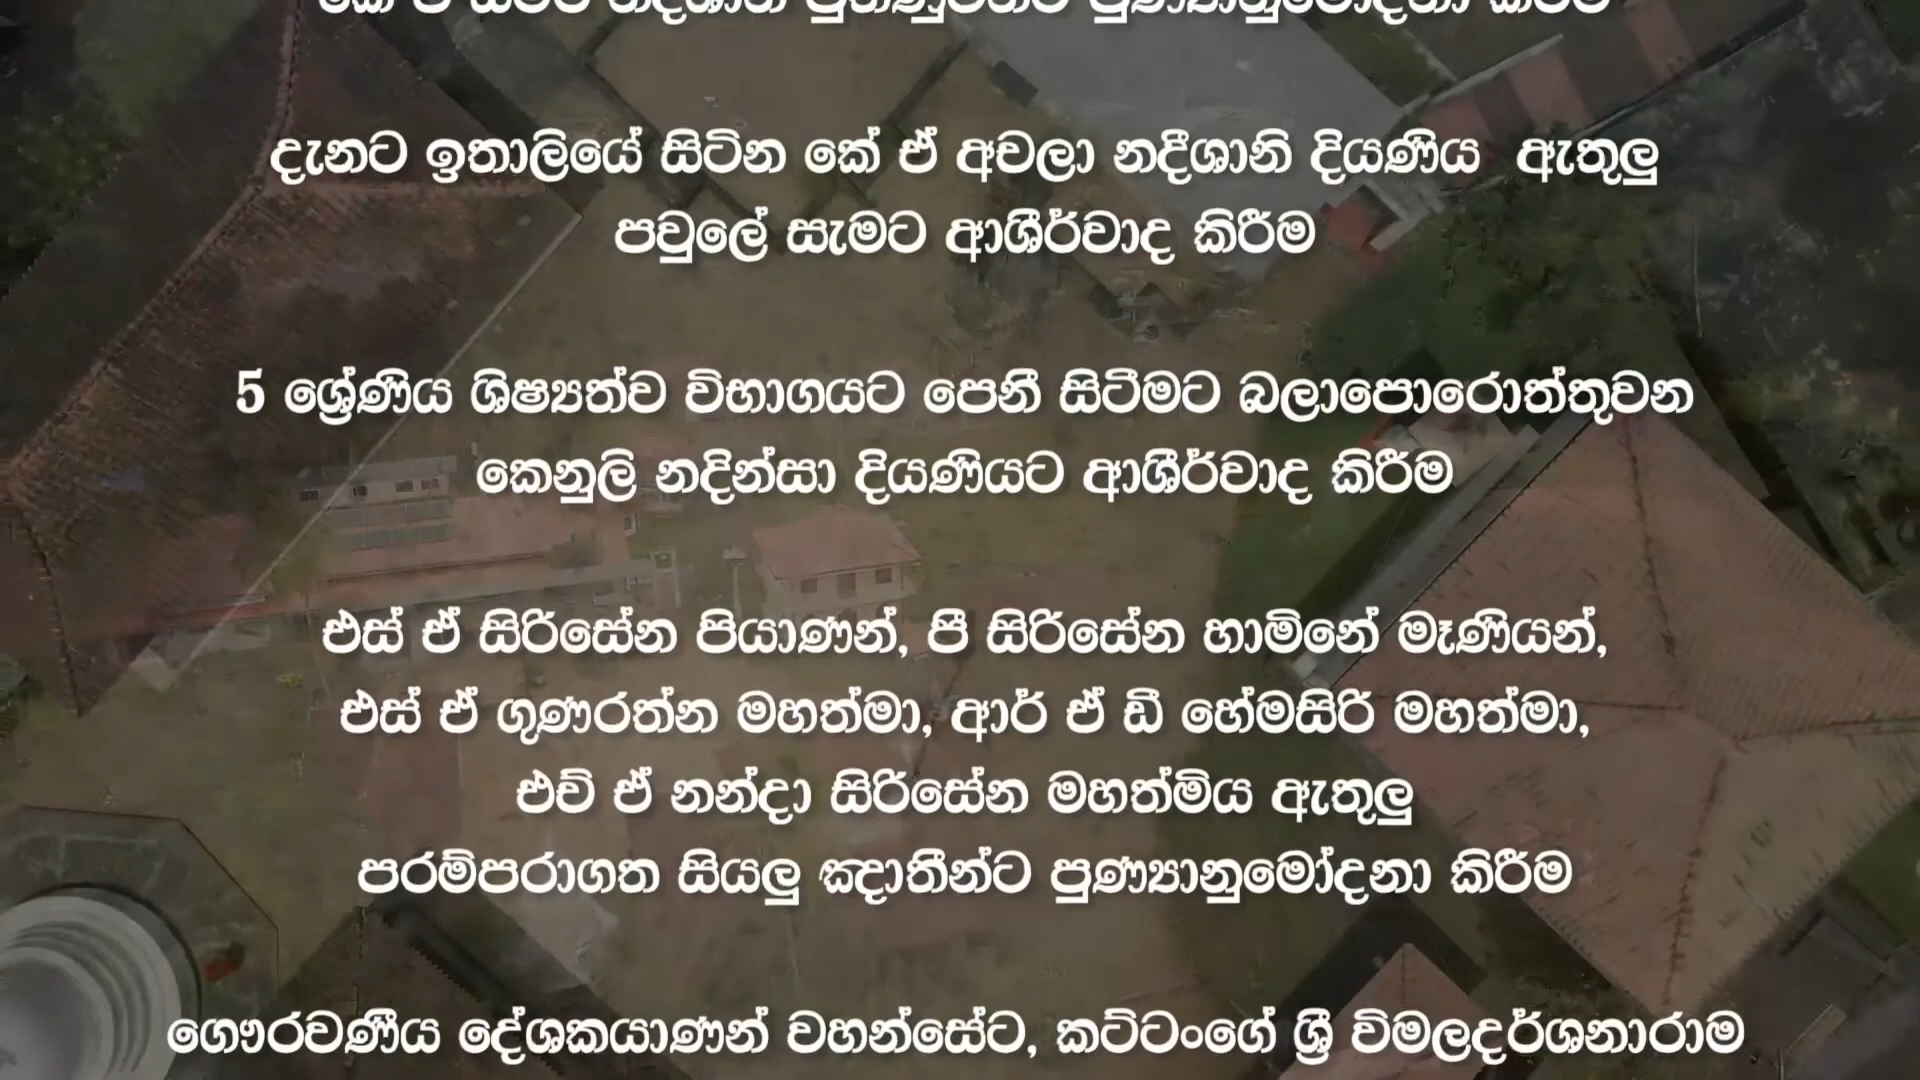 දැනට ඉතාලියේ සිටින කේ ඒ අචලා නදීශානි දියණිය ඇතුලු
පවුලේ සැමට ආශීර්වාද කිරීම
5 ශ්‍රේණිය ශිෂ්‍යත්ව විභාගයට පෙනී සිටීමට බලාපොරොත්තුවන
කෙනුලි නදින්සා දියණියට ආශීර්වාද කිරීම
එස් ඒ සිරිසේන පියාණන්, පී සිරිසේන හාමිනේ මෑණියන්,
එස් ඒ ගුණරත්න මහත්මා, ආර් ඒ ඩී හේමසිරි මහත්මා,
එච් ඒ නන්දා සිරිසේන මහත්මිය ඇතුලු
පරම්පරාගත සියලු ඤාතීන්ට පුණ්‍යානුමෝදනා කිරීම
ගෞරවණීය දේශකයාණන් වහන්සේට, කට්ටංගේ ශ්‍රී විමලදර්ශනාරාම